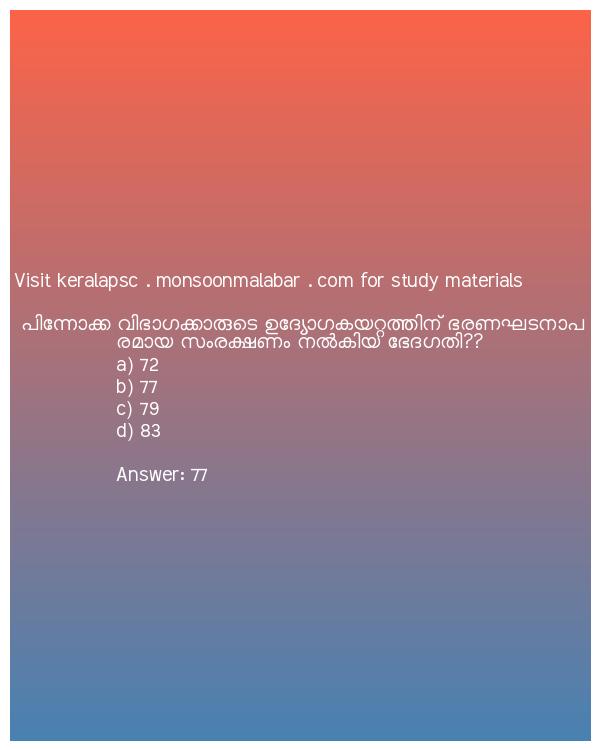 Visit keralapsc . monsoonmalabar . com for study materials
പിന്നോക്ക വിഭാഗക്കാരുടെ ഉദ്യോഗകയറ്റത്തിന് ഭരണഘടനാപ
രമായ സംരക്ഷണം നൽകിയ് ഭേദഗതി??
a) 72
b) 77
c) 79
d) 83
Answer: 77